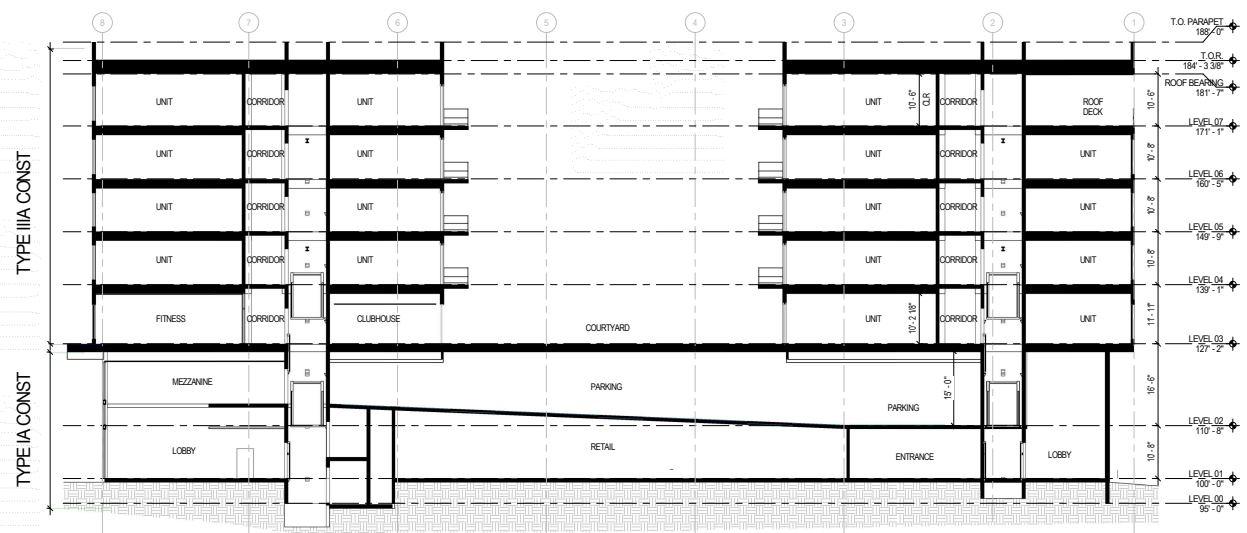 8 7 6 5 4 3 2 1
T.O. PARAPET
188' - 0"
T.O.R.
184' - 3 3/8"
ROOF BEARING
181' - 7"
UNIT CORRIDOR UNIT UNIT 10' - 6" CLR CORRIDOR ROOF DECK 10' - 6"
LEVEL 07
171' - 1"
UNIT CORRIDOR UNIT UNIT CORRIDOR UNIT 10' - 8"
LEVEL 06
160' - 5"
UNIT CORRIDOR UNIT UNIT CORRIDOR UNIT 10' - 8"
LEVEL 05
149' - 9"
UNIT CORRIDOR UNIT UNIT CORRIDOR UNIT 10' - 8"
LEVEL 04
139' - 1"
FITNESS CORRIDOR CLUBHOUSE COURTYARD UNIT 10' - 2 1/8" CORRIDOR UNIT 11' - 1"
LEVEL 03
127' - 2"
TYPE IIIA CONST
MEZZANINE PARKING PARKING 15' - 0" 16' - 6"
LEVEL 02
110' - 8"
LOBBY RETAIL ENTRANCE LOBBY 10' - 8"
LEVEL 01
100' - 0"
LEVEL 00
95' - 0"
TYPE IA CONST